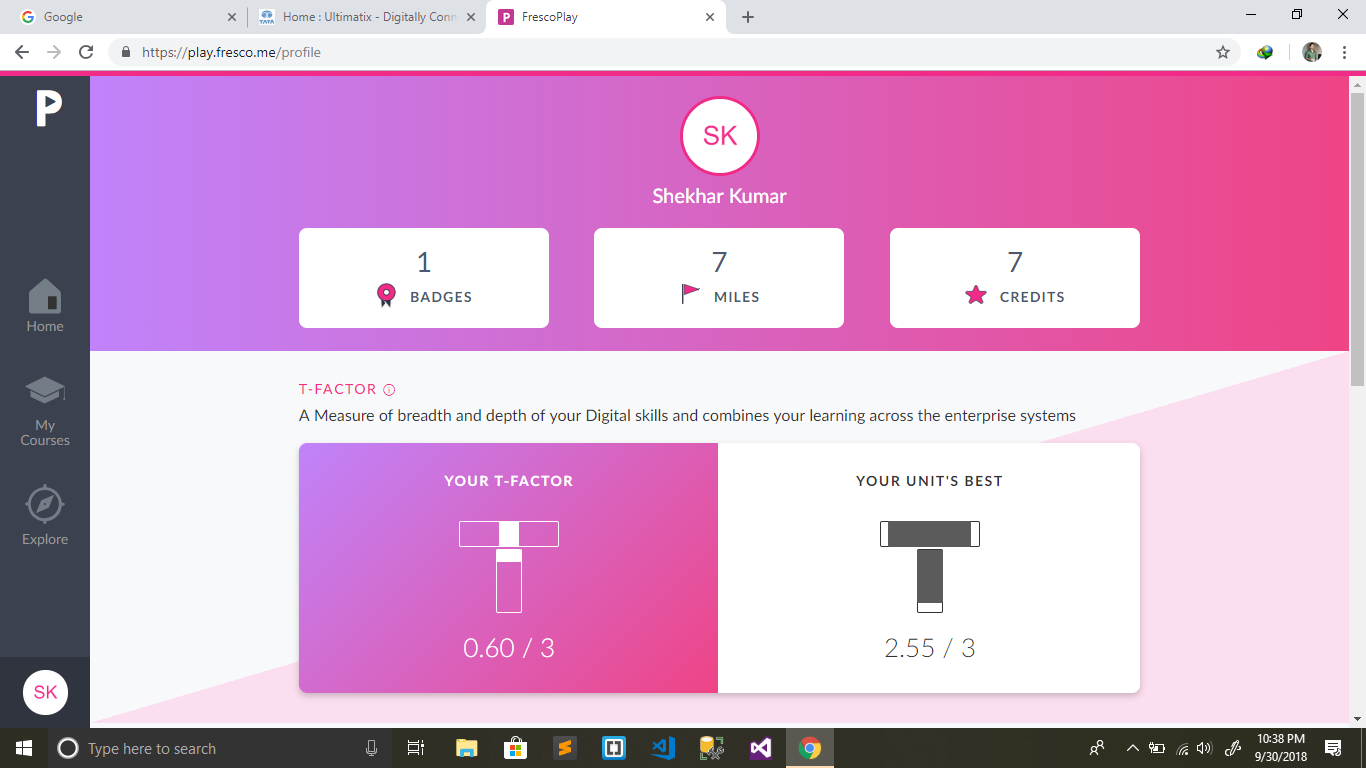 Google
Home : Ultimatix - Digitally Conn
FrescoPlay
https://play.fresco.me/profile
P
SK
Shekhar Kumar
1
BADGES
7
MILES
7
CREDITS
Home
My
Courses
Explore
SK
T-FACTOR
A Measure of breadth and depth of your Digital skills and combines your learning across the enterprise systems
YOUR T-FACTOR
0.60 / 3
YOUR UNIT'S BEST
2.55 / 3
Type here to search
10:38 PM
9/30/2018